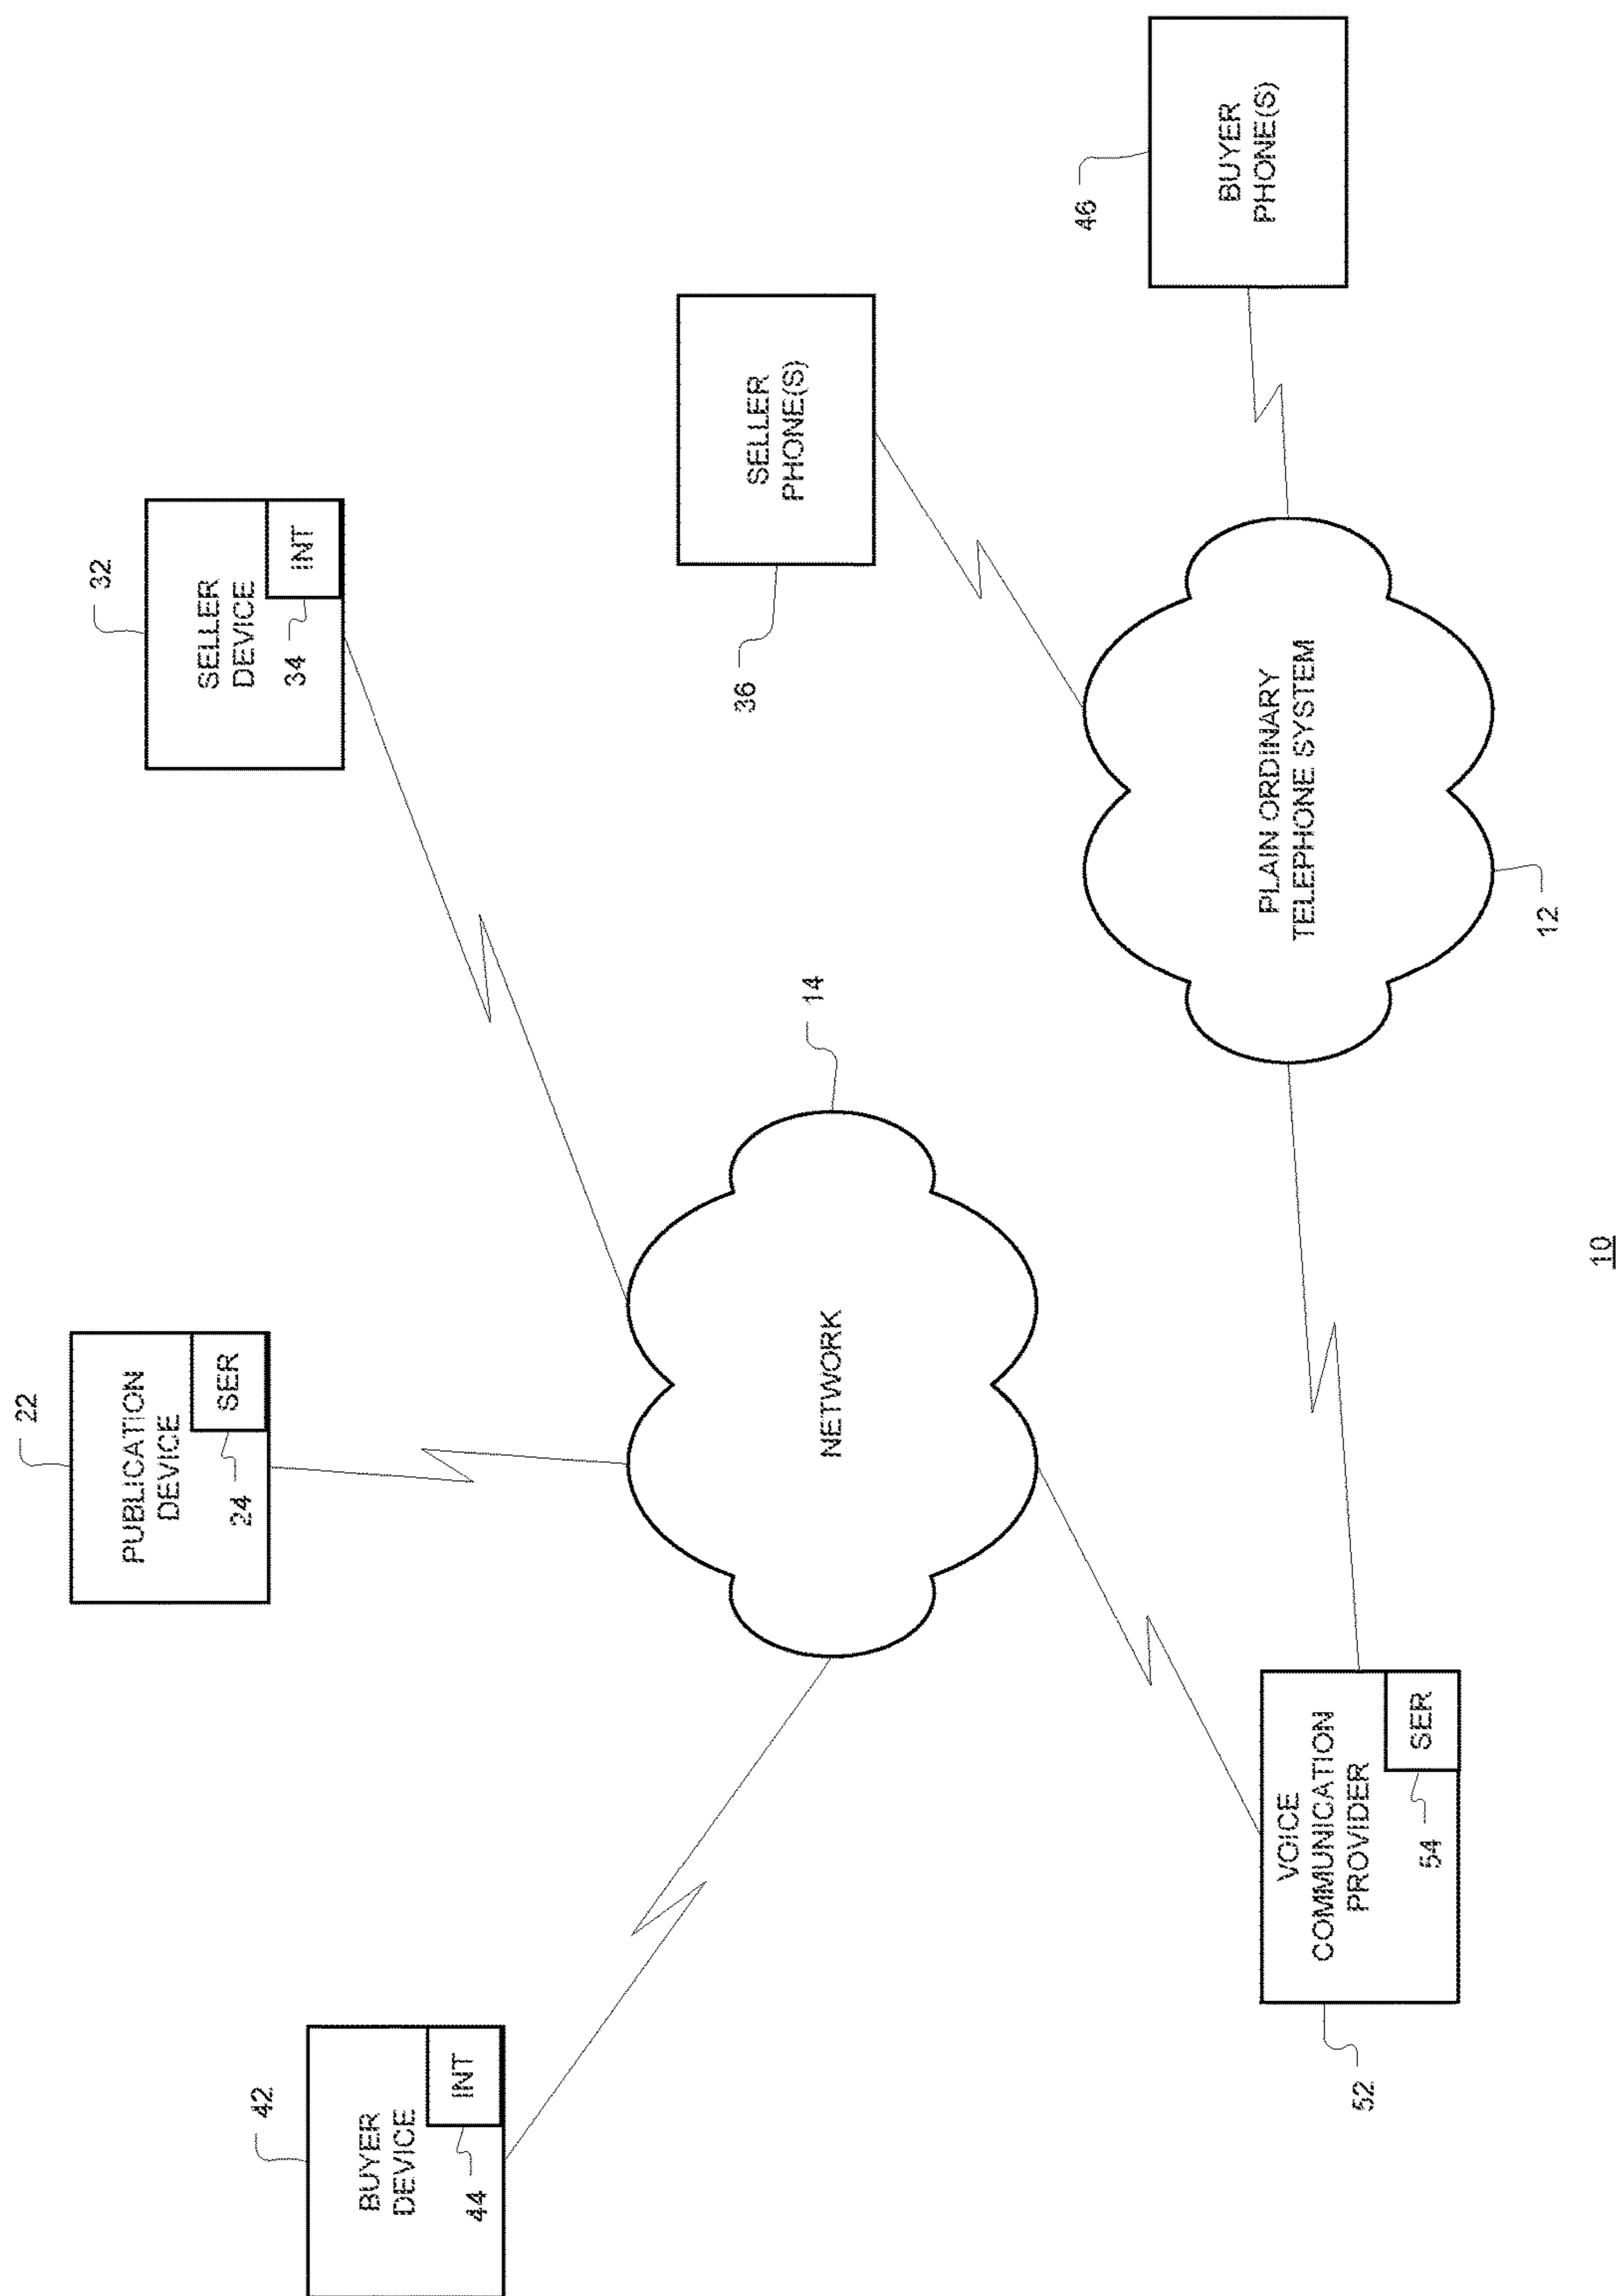 22
PUBLICATION
DEVICE
SER
24
32
SELLER
DEVICE
INT
34
42
BUYER
DEVICE
INT
44
14
NETWORK
36
SELLER
PHONE(S)
46
BUYER
PHONE(S)
52
VOICE
COMMUNICATION
PROVIDER
SER
54
PLAIN ORDINARY
TELEPHONE SYSTEM
12
10